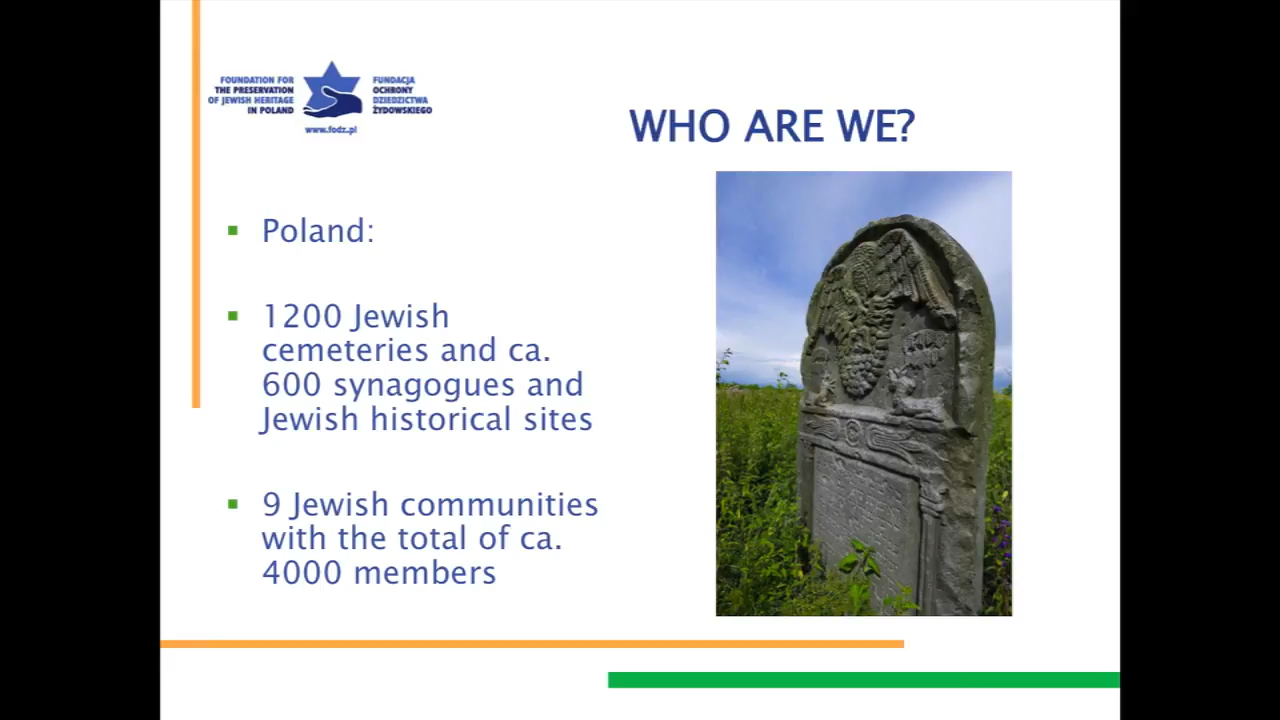 FOUNDATION FOR
THE PRESERVATION
OF JEWISH HERITAGE
IN POLAND
FUNDACJA
OCHRONY
DZIEDZICTWA
ŻYDOWSKIEGO
www.fodz.pl
WHO ARE WE?
Poland:
1200 Jewish
cemeteries and ca.
600 synagogues and
Jewish historical sites
9 Jewish communities
with the total of ca.
4000 members